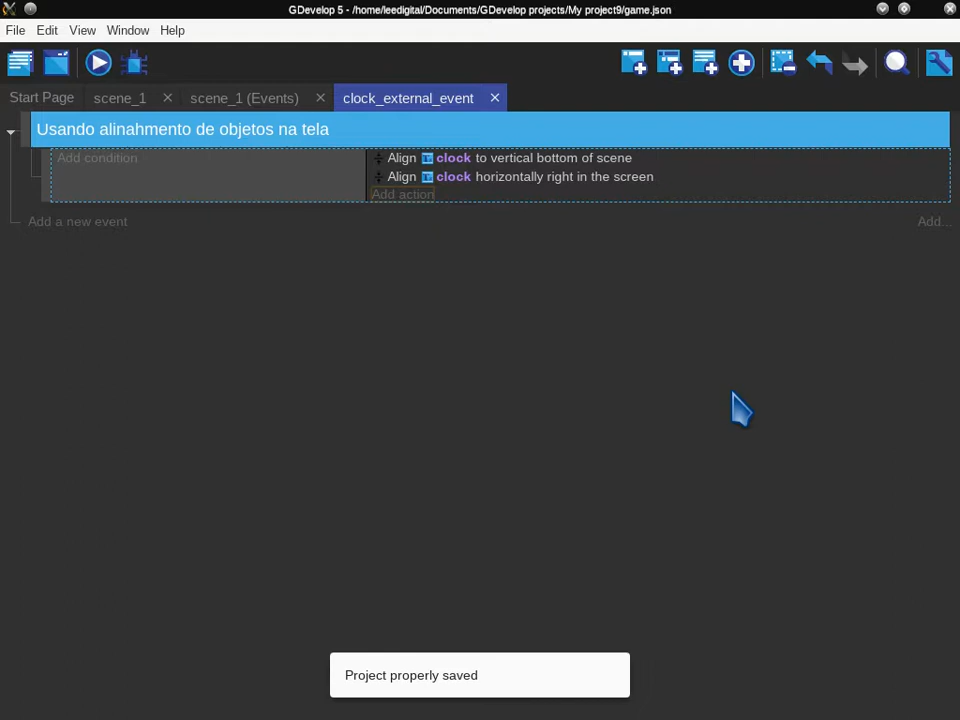 GDevelop 5 - /home/leedigital/Documents/GDevelop projects/My project9/game.json
File Edit View Window Help
Start Page scene_1 scene_1 (Events) clock_external_event
Usando alinahmento de objetos na tela
Add condition
Align clock to vertical bottom of scene
Align clock horizontally right in the screen
Add action
Add a new event Add...
Project properly saved